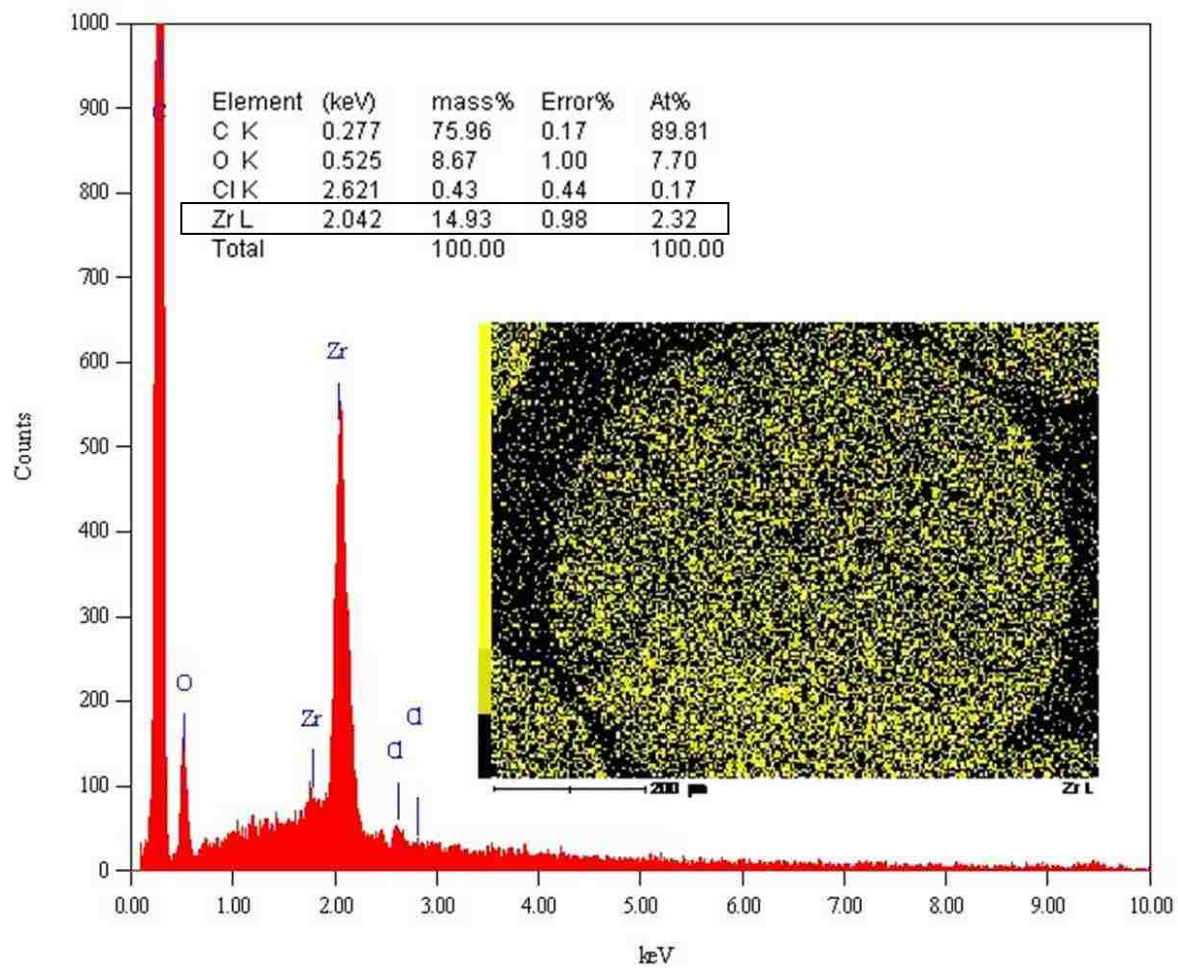 1000
900
800
700
600
500
400
300
200
100
0
Counts
C
Element (keV) mass% Error% At%
C K 0.277 75.96 0.17 89.81
O K 0.525 8.67 1.00 7.70
Cl K 2.621 0.43 0.44 0.17
Zr L 2.042 14.93 0.98 2.32
Total 100.00 100.00
Zr
O
Zr
Cl
Cl
200 µm
Zr L
0.00 1.00 2.00 3.00 4.00 5.00 6.00 7.00 8.00 9.00 10.00
keV